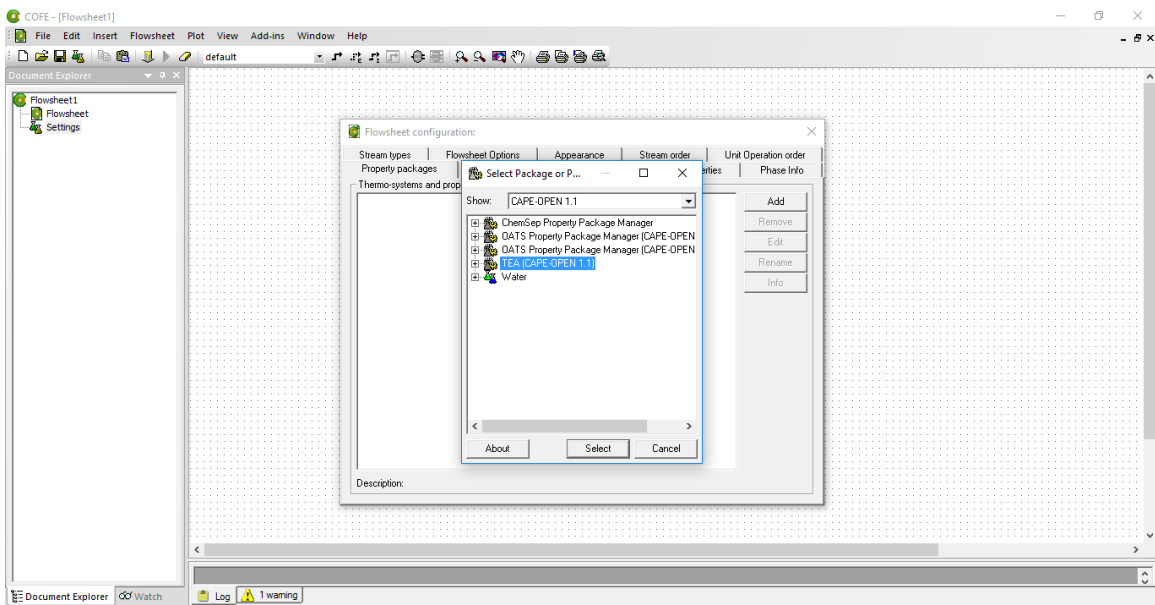 COFE - [Flowsheet1]
File Edit Insert Flowsheet Plot View Add-ins Window Help
default
Document Explorer
Flowsheet1
Flowsheet
Settings
Flowsheet configuration:
Stream types Flowsheet Options Appearance Stream order Unit Operation order
Property packages erties Phase Info
Thermo-systems and prop
Add
Remove
Edit
Rename
Info
Description:
Select Package or P...
Show: CAPE-OPEN 1.1
ChemSep Property Package Manager
OATS Property Package Manager (CAPE-OPEN
OATS Property Package Manager (CAPE-OPEN
TEA (CAPE-OPEN 1.1)
Water
About Select Cancel
Document Explorer Watch
Log 1 warning